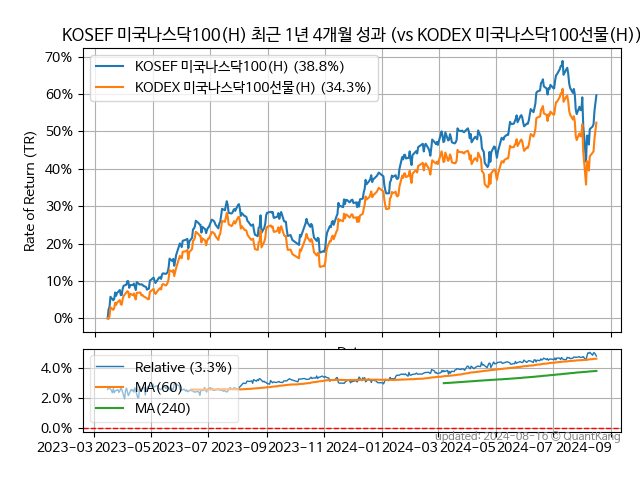 KOSEF 미국나스닥100(H) 최근 1년 4개월 성과 (vs KODEX 미국나스닥100선물(H))
70%
60%
50%
40%
30%
20%
10%
0%
Rate of Return (TR)
KOSEF 미국나스닥100(H) (38.8%)
KODEX 미국나스닥100선물(H) (34.3%)
4.0%
2.0%
0.0%
Relative (3.3%)
MA(60)
MA(240)
2023-03 2023-05 2023-07 2023-09 2023-11 2024-01 2024-03 2024-05 2024-07 2024-09
updated: 2024-08-16 © QuantKang